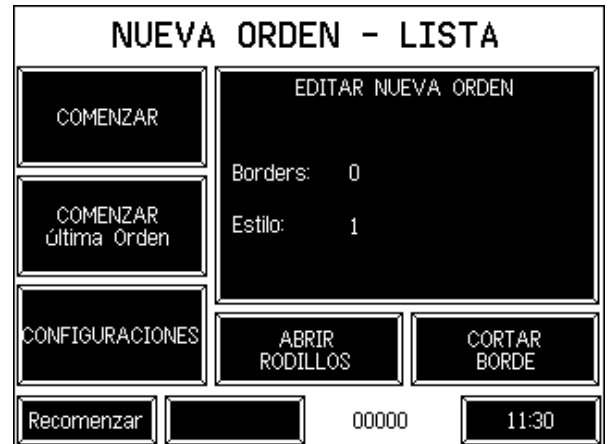 NUEVA ORDEN - LISTA
COMENZAR
EDITAR NUEVA ORDEN
Borders: 0
Estilo: 1
COMENZAR
última Orden
CONFIGURACIONES
ABRIR
RODILLOS
CORTAR
BORDE
Recomenzar
00000
11:30